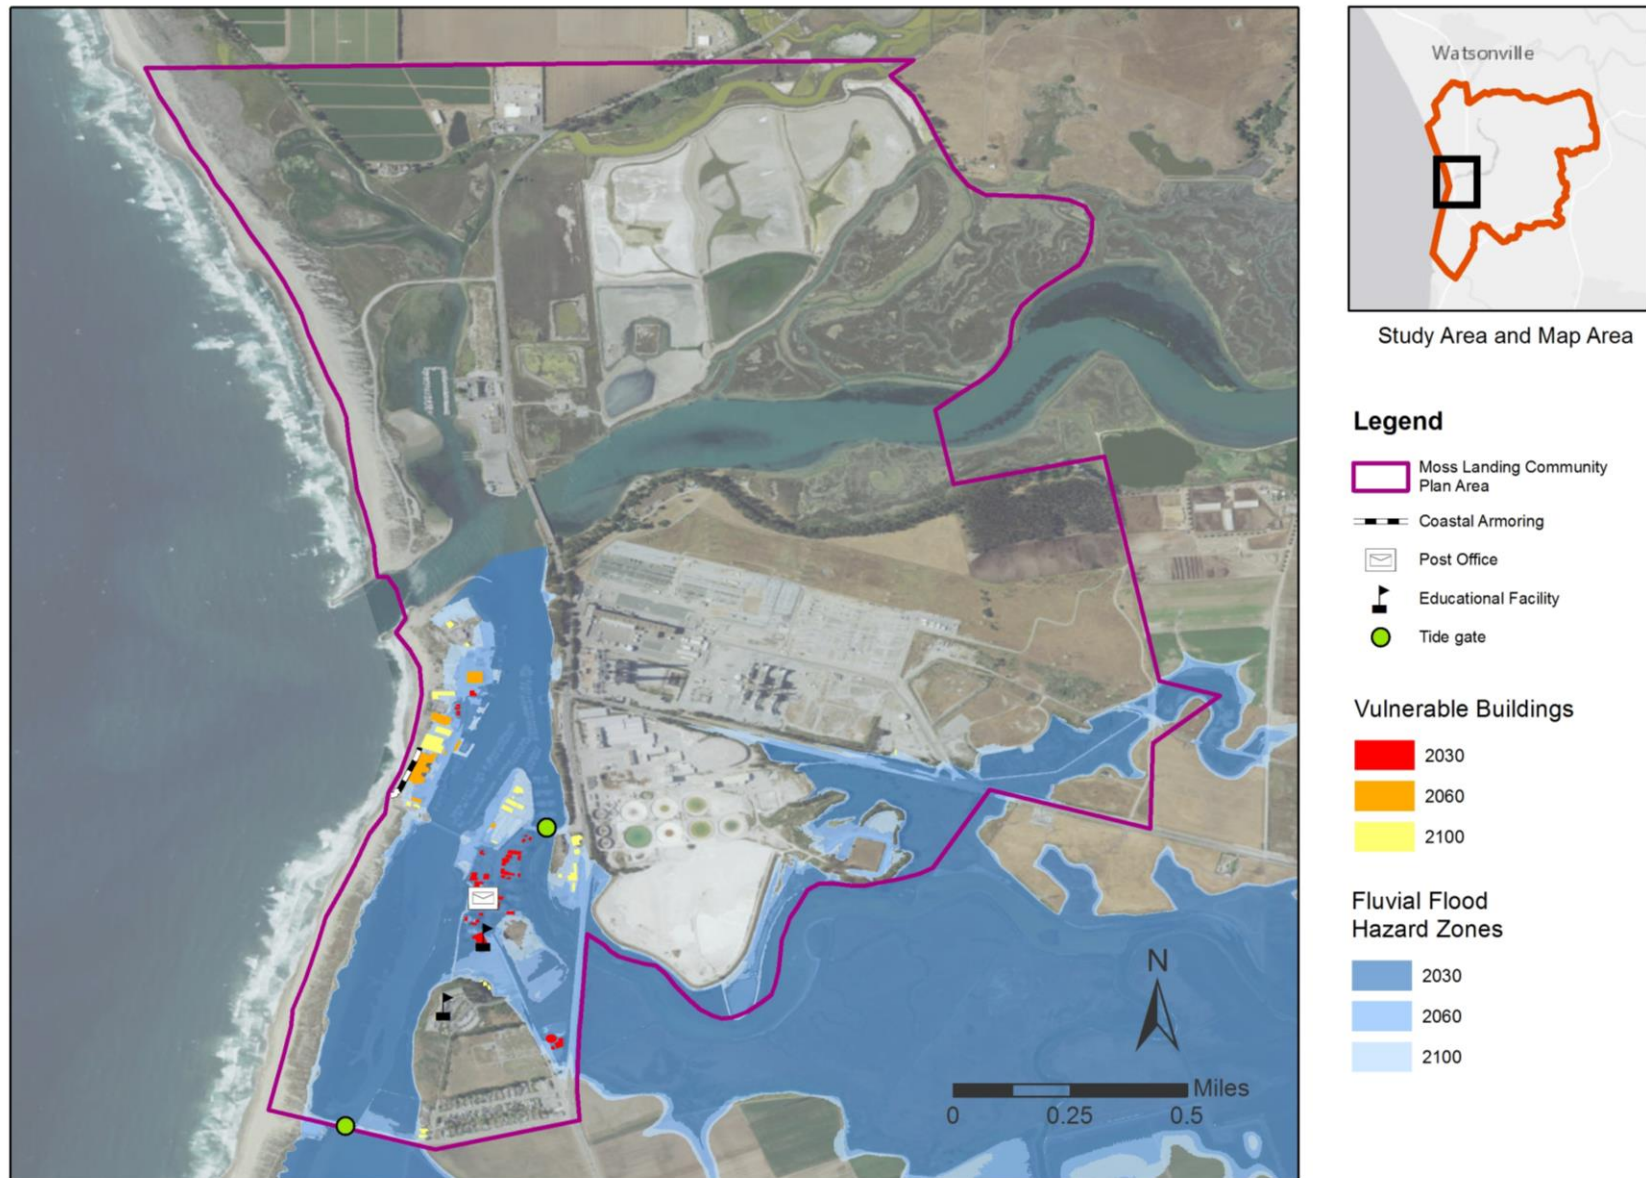 Watsonville
Study Area and Map Area
Legend
Moss Landing Community
Plan Area
Coastal Armoring
Post Office
Educational Facility
Tide gate
Vulnerable Buildings
2030
2060
2100
Fluvial Flood
Hazard Zones
2030
2060
2100
N
Miles
0
0.25
0.5